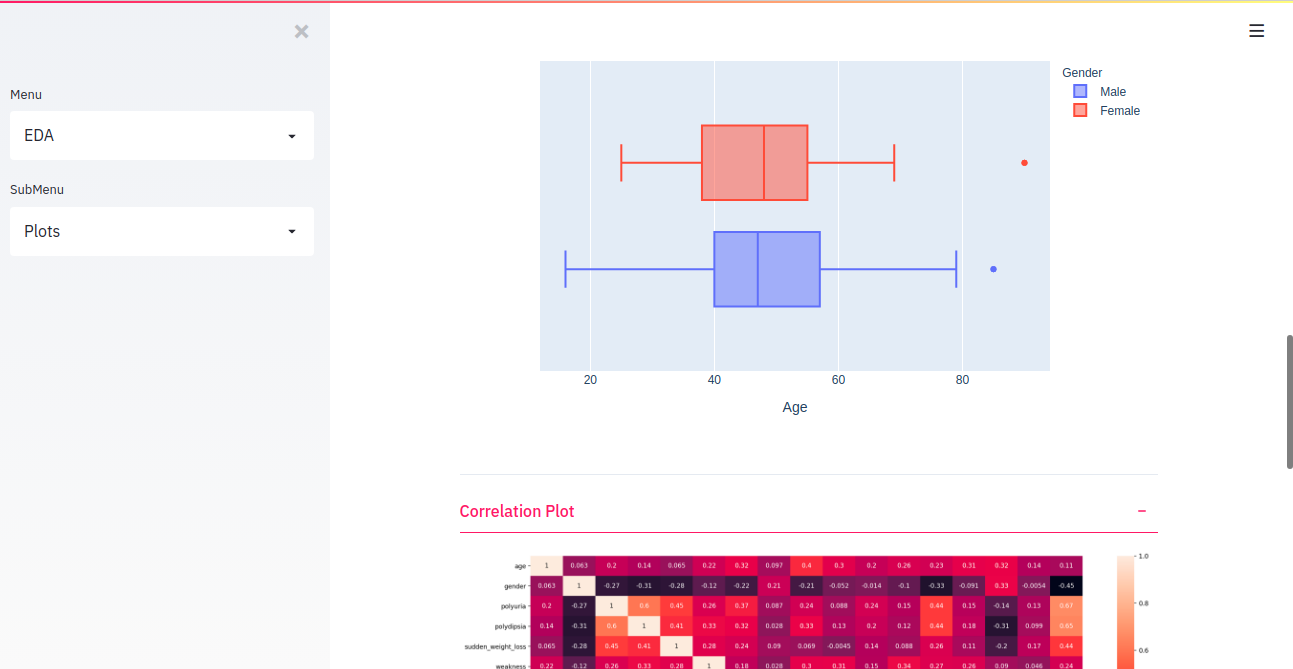 ×
Menu
EDA
SubMenu
Plots
Gender
Male
Female
20 40 60 80
Age
Correlation Plot
−
age 1 0.063 0.2 0.14 0.065 0.22 0.32 0.097 0.4 0.3 0.2 0.26 0.23 0.31 0.32 0.14 0.11 1.0
gender 0.063 1 -0.27 -0.31 -0.28 -0.12 -0.22 0.21 -0.21 -0.052 -0.014 -0.1 -0.33 -0.091 0.33 -0.0054 -0.45
polyuria 0.2 -0.27 1 0.6 0.45 0.26 0.37 0.087 0.24 0.088 0.24 0.15 0.44 0.15 -0.14 0.13 0.67 0.8
polydipsia 0.14 -0.31 0.6 1 0.41 0.33 0.32 0.028 0.33 0.13 0.2 0.12 0.44 0.18 -0.31 0.099 0.65
sudden_weight_loss 0.065 -0.28 0.45 0.41 1 0.28 0.24 0.09 0.069 -0.0045 0.14 0.088 0.26 0.11 -0.2 0.17 0.44 0.6
weakness 0.22 -0.12 0.26 0.33 0.28 1 0.18 0.028 0.3 0.31 0.15 0.34 0.27 0.26 0.09 0.046 0.24